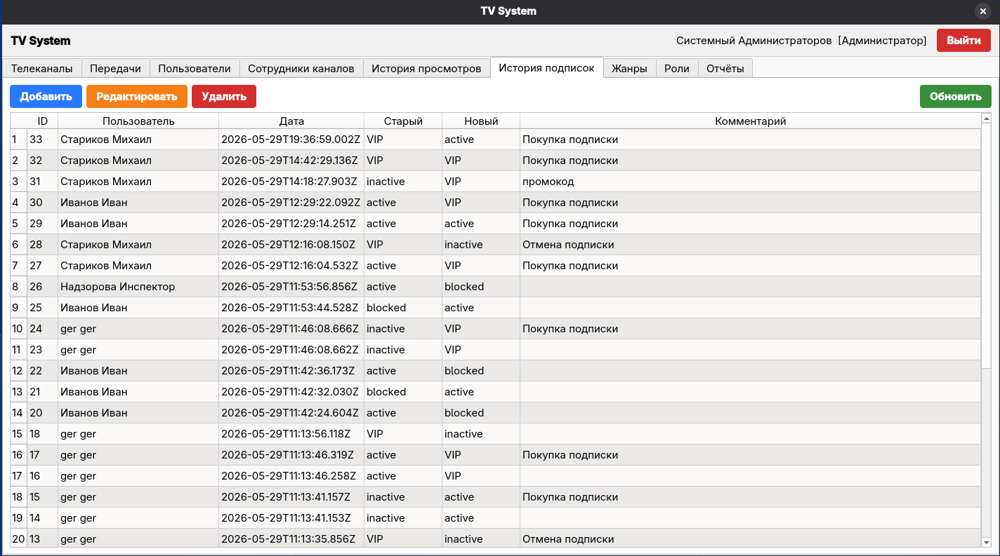 TV System
TV System Системный Администраторов [Администратор] Выйти
Телеканалы Передачи Пользователи Сотрудники каналов История просмотров История подписок Жанры Роли Отчёты
Добавить Редактировать Удалить Обновить
ID Пользователь Дата Старый Новый Комментарий
1 33 Стариков Михаил 2026-05-29T19:36:59.002Z VIP active Покупка подписки
2 32 Стариков Михаил 2026-05-29T14:42:29.136Z VIP VIP Покупка подписки
3 31 Стариков Михаил 2026-05-29T14:18:27.903Z inactive VIP промокод
4 30 Иванов Иван 2026-05-29T12:29:22.092Z active VIP Покупка подписки
5 29 Иванов Иван 2026-05-29T12:29:14.251Z active active Покупка подписки
6 28 Стариков Михаил 2026-05-29T12:16:08.150Z VIP inactive Отмена подписки
7 27 Стариков Михаил 2026-05-29T12:16:04.532Z active VIP Покупка подписки
8 26 Надзорова Инспектор 2026-05-29T11:53:56.856Z active blocked
9 25 Иванов Иван 2026-05-29T11:53:44.528Z blocked active
10 24 ger ger 2026-05-29T11:46:08.666Z inactive VIP Покупка подписки
11 23 ger ger 2026-05-29T11:46:08.662Z inactive VIP
12 22 Иванов Иван 2026-05-29T11:42:36.173Z active blocked
13 21 Иванов Иван 2026-05-29T11:42:32.030Z blocked active
14 20 Иванов Иван 2026-05-29T11:42:24.604Z active blocked
15 18 ger ger 2026-05-29T11:13:56.118Z VIP inactive
16 17 ger ger 2026-05-29T11:13:46.319Z active VIP Покупка подписки
17 16 ger ger 2026-05-29T11:13:46.258Z active VIP
18 15 ger ger 2026-05-29T11:13:41.157Z inactive active Покупка подписки
19 14 ger ger 2026-05-29T11:13:41.153Z inactive active
20 13 ger ger 2026-05-29T11:13:35.856Z VIP inactive Отмена подписки